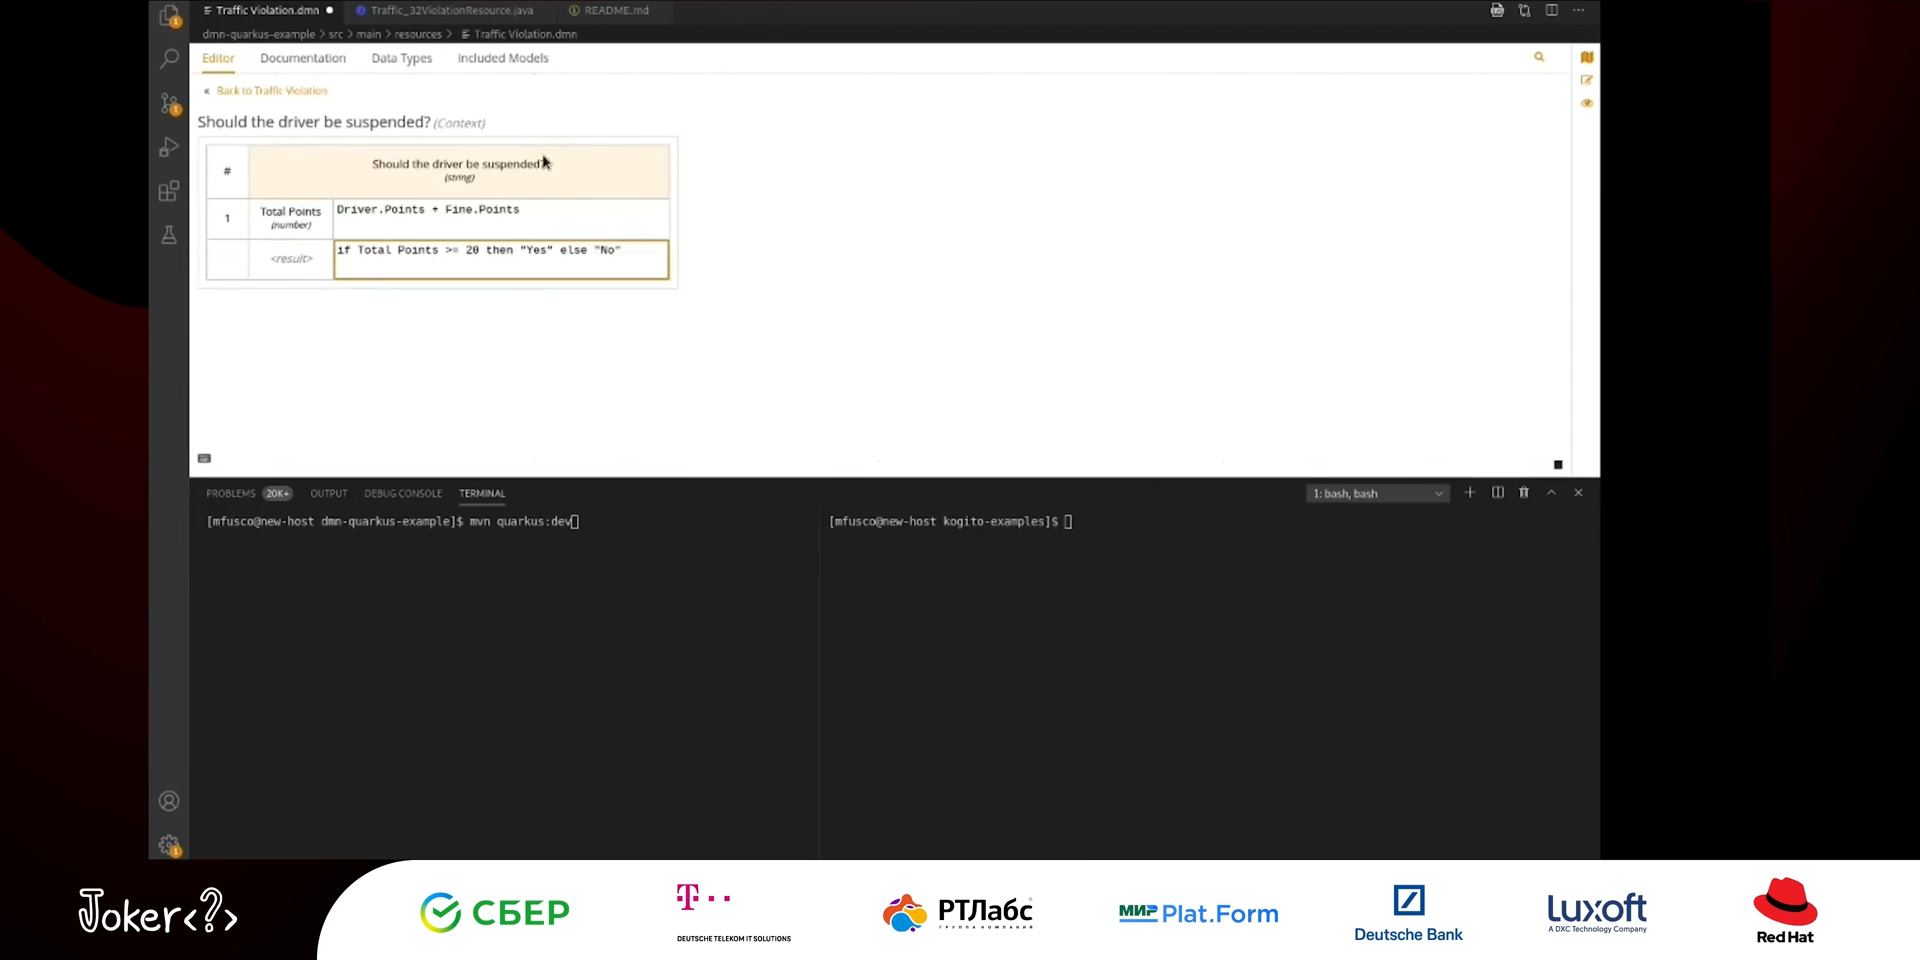 Traffic Violation.dmn
Traffic_32ViolationResource.java
README.md
dmn-quarkus-example > src > main > resources > Traffic Violation.dmn
Editor
Documentation
Data Types
Included Models
« Back to Traffic Violation
Should the driver be suspended? (Context)
#
Should the driver be suspended?
(string)
1
Total Points
(number)
Driver.Points + Fine.Points
<result>
if Total Points >= 20 then "Yes" else "No"
PROBLEMS 20K+ OUTPUT DEBUG CONSOLE TERMINAL
1: bash, bash
[mfusco@new-host dmn-quarkus-example]$ mvn quarkus:dev
[mfusco@new-host kogito-examples]$
1
1
1
Joker<?>
СБЕР
T
DEUTSCHE TELEKOM IT SOLUTIONS
РТЛабс
ГРУППА КОМПАНИЙ
МИР Plat.Form
Deutsche Bank
Luxoft
A DXC Technology Company
Red Hat